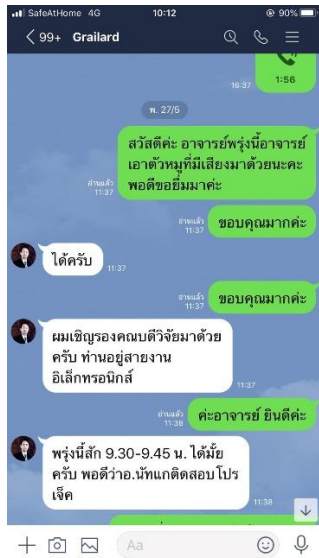 SafeAtHome 4G 10:12 90%
99+ Grailard
16:37 1:56
พ. 27/5
สวัสดีค่ะ อาจารย์พรุ่งนี้อาจารย์
เอาตัวหมูที่มีเสียงมาด้วยนะคะ
พอดีขอยืมมาค่ะ
อ่านแล้ว
11:37
อ่านแล้ว
11:37
ขอบคุณมากค่ะ
ได้ครับ
11:37
อ่านแล้ว
11:37
ขอบคุณมากค่ะ
ผมเชิญรองคณบดีวิจัยมาด้วย
ครับ ท่านอยู่สายงาน
อิเล็กทรอนิกส์
11:37
อ่านแล้ว
11:38
ค่ะอาจารย์ ยินดีค่ะ
พรุ่งนี้สัก 9.30-9.45 น. ได้มั้ย
ครับ พอดีว่าอ.นัทแกติดสอบโปร
เจ็ค
11:38
Aa